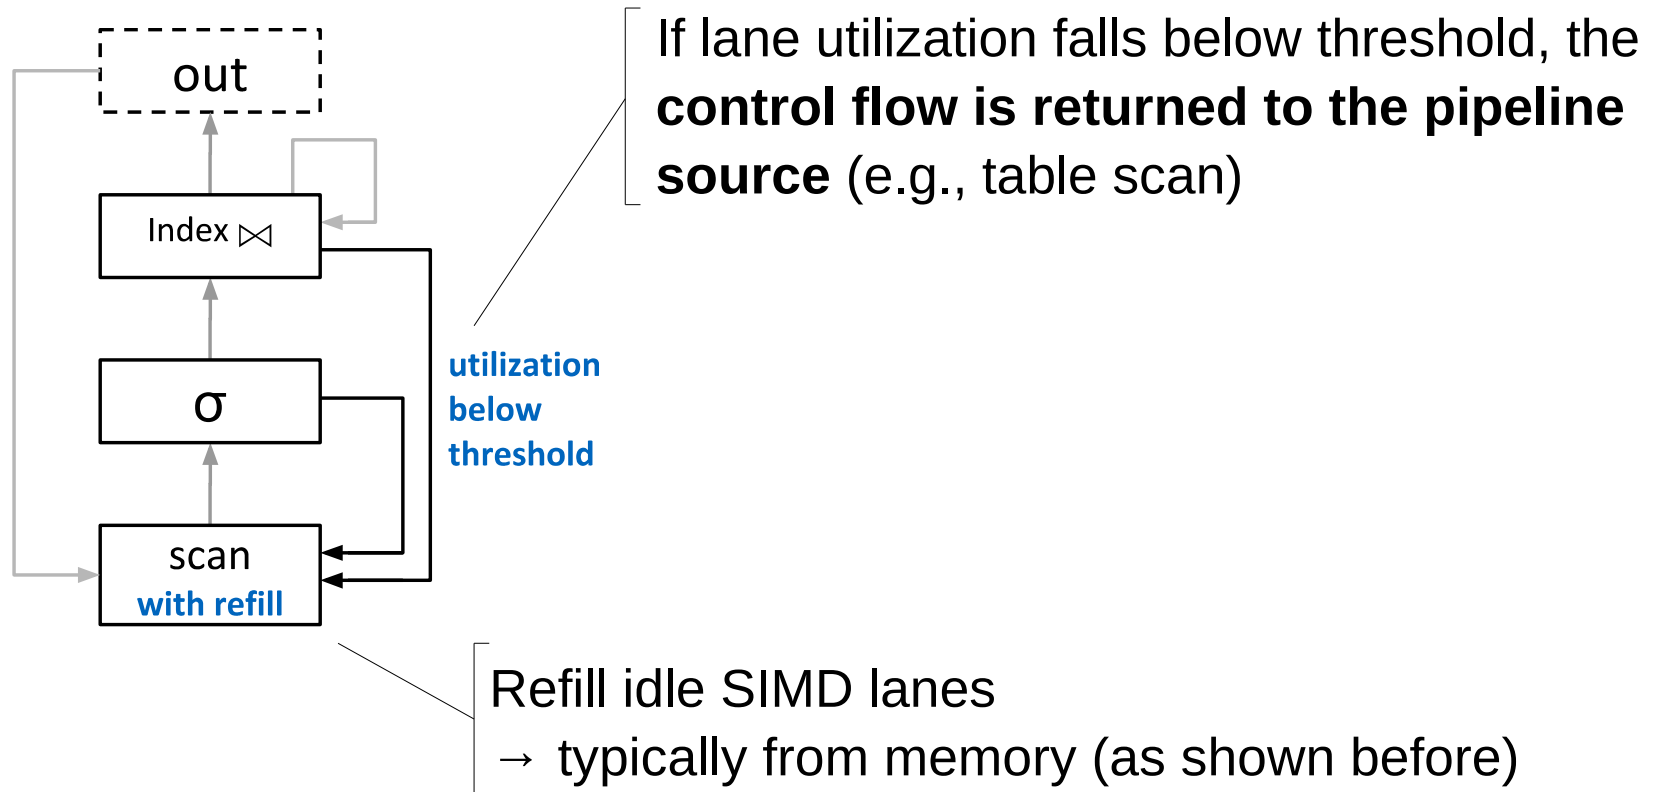 out
Index ⋈
σ
scan
with refill
utilization
below
threshold
If lane utilization falls below threshold, the
control flow is returned to the pipeline
source (e.g., table scan)
Refill idle SIMD lanes
→ typically from memory (as shown before)